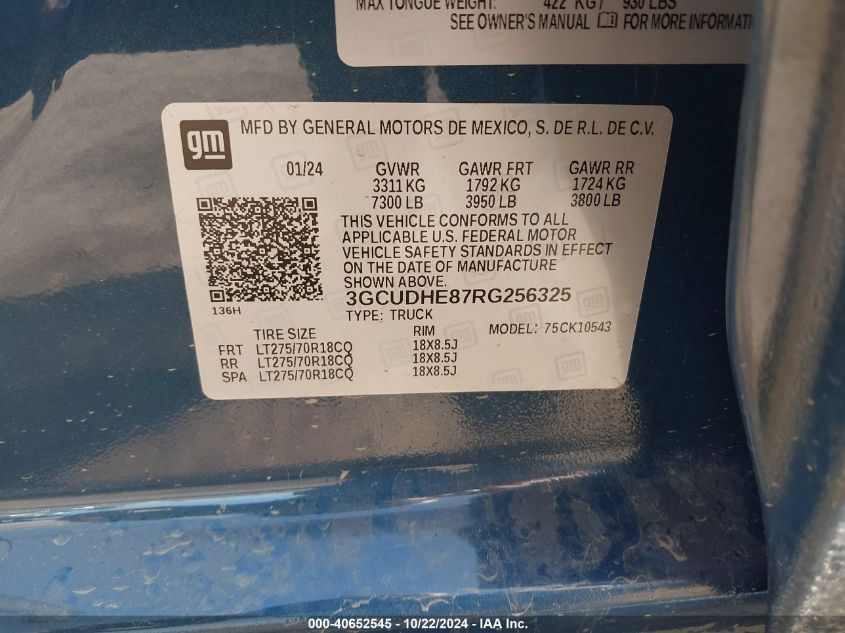 MAX TONGUE WEIGHT: 422 KG / 930 LBS
SEE OWNER'S MANUAL FOR MORE INFORMATI
gm
MFD BY GENERAL MOTORS DE MEXICO, S. DE R.L. DE C.V.
01/24 GVWR GAWR FRT GAWR RR
3311 KG 1792 KG 1724 KG
7300 LB 3950 LB 3800 LB
THIS VEHICLE CONFORMS TO ALL
APPLICABLE U.S. FEDERAL MOTOR
VEHICLE SAFETY STANDARDS IN EFFECT
ON THE DATE OF MANUFACTURE
SHOWN ABOVE.
3GCUDHE87RG256325
136H
TYPE: TRUCK
TIRE SIZE RIM MODEL: 75CK10543
FRT LT275/70R18CQ 18X8.5J
RR LT275/70R18CQ 18X8.5J
SPA LT275/70R18CQ 18X8.5J
000-40652545 - 10/22/2024 - IAA Inc.